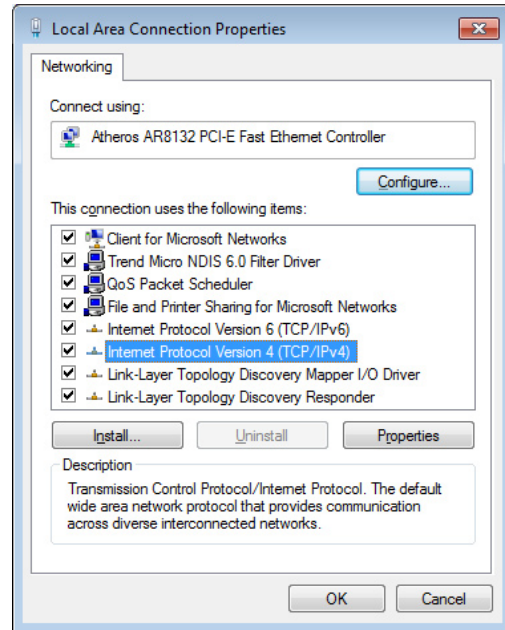 Local Area Connection Properties
Networking
Connect using:
Atheros AR8132 PCI-E Fast Ethernet Controller
Configure...
This connection uses the following items:
Client for Microsoft Networks
Trend Micro NDIS 6.0 Filter Driver
QoS Packet Scheduler
File and Printer Sharing for Microsoft Networks
Internet Protocol Version 6 (TCP/IPv6)
Internet Protocol Version 4 (TCP/IPv4)
Link-Layer Topology Discovery Mapper I/O Driver
Link-Layer Topology Discovery Responder
Install... Uninstall Properties
Description
Transmission Control Protocol/Internet Protocol. The default
wide area network protocol that provides communication
across diverse interconnected networks.
OK Cancel